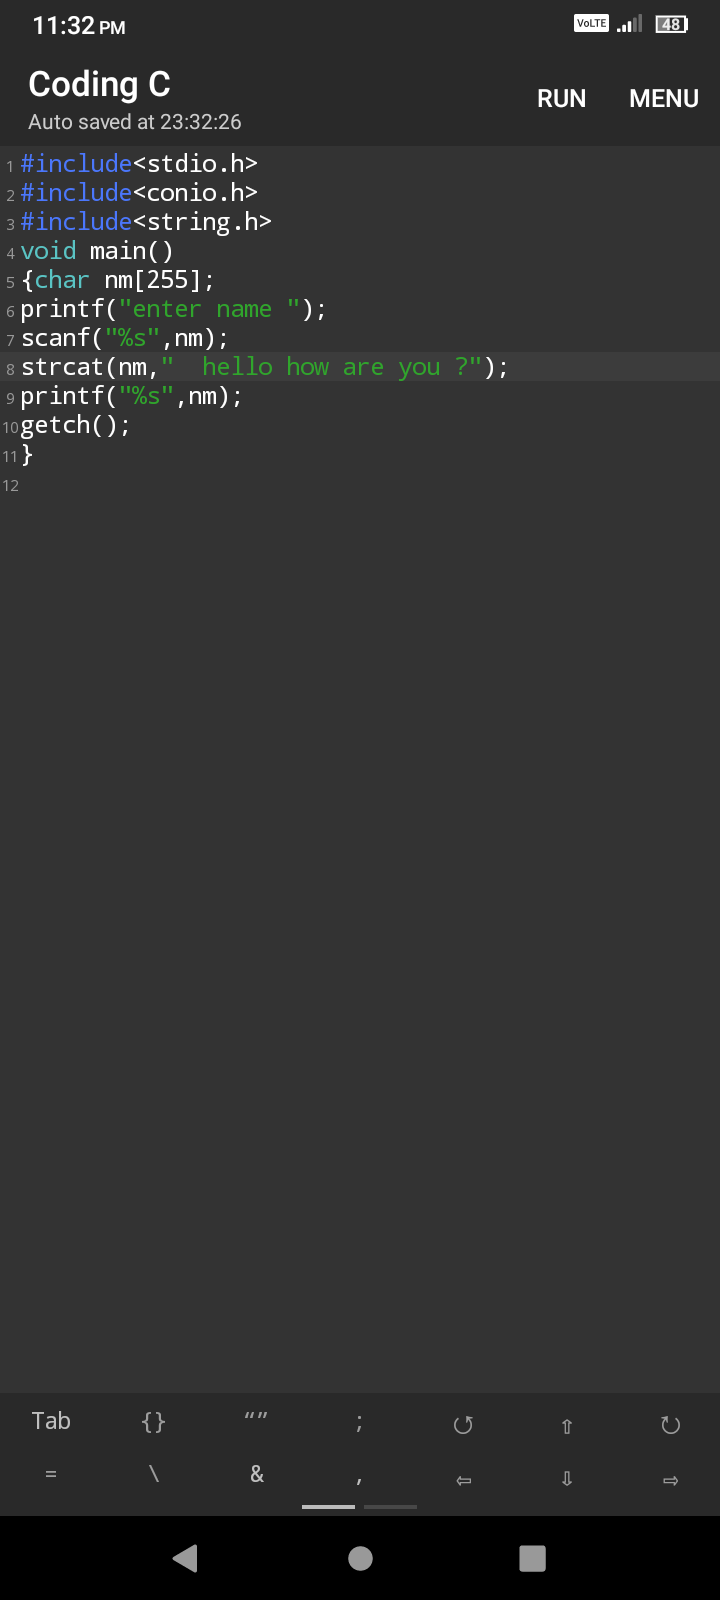 11:32 PM VoLTE 48
Coding C
RUN MENU
Auto saved at 23:32:26
1 #include<stdio.h>
2 #include<conio.h>
3 #include<string.h>
4 void main()
5 {char nm[255];
6 printf("enter name ");
7 scanf("%s",nm);
8 strcat(nm,"  hello how are you ?");
9 printf("%s",nm);
10 getch();
11 }
12
Tab {} “” ; ↺ ⇧ ↻
= \ & , ⇦ ⇩ ⇨